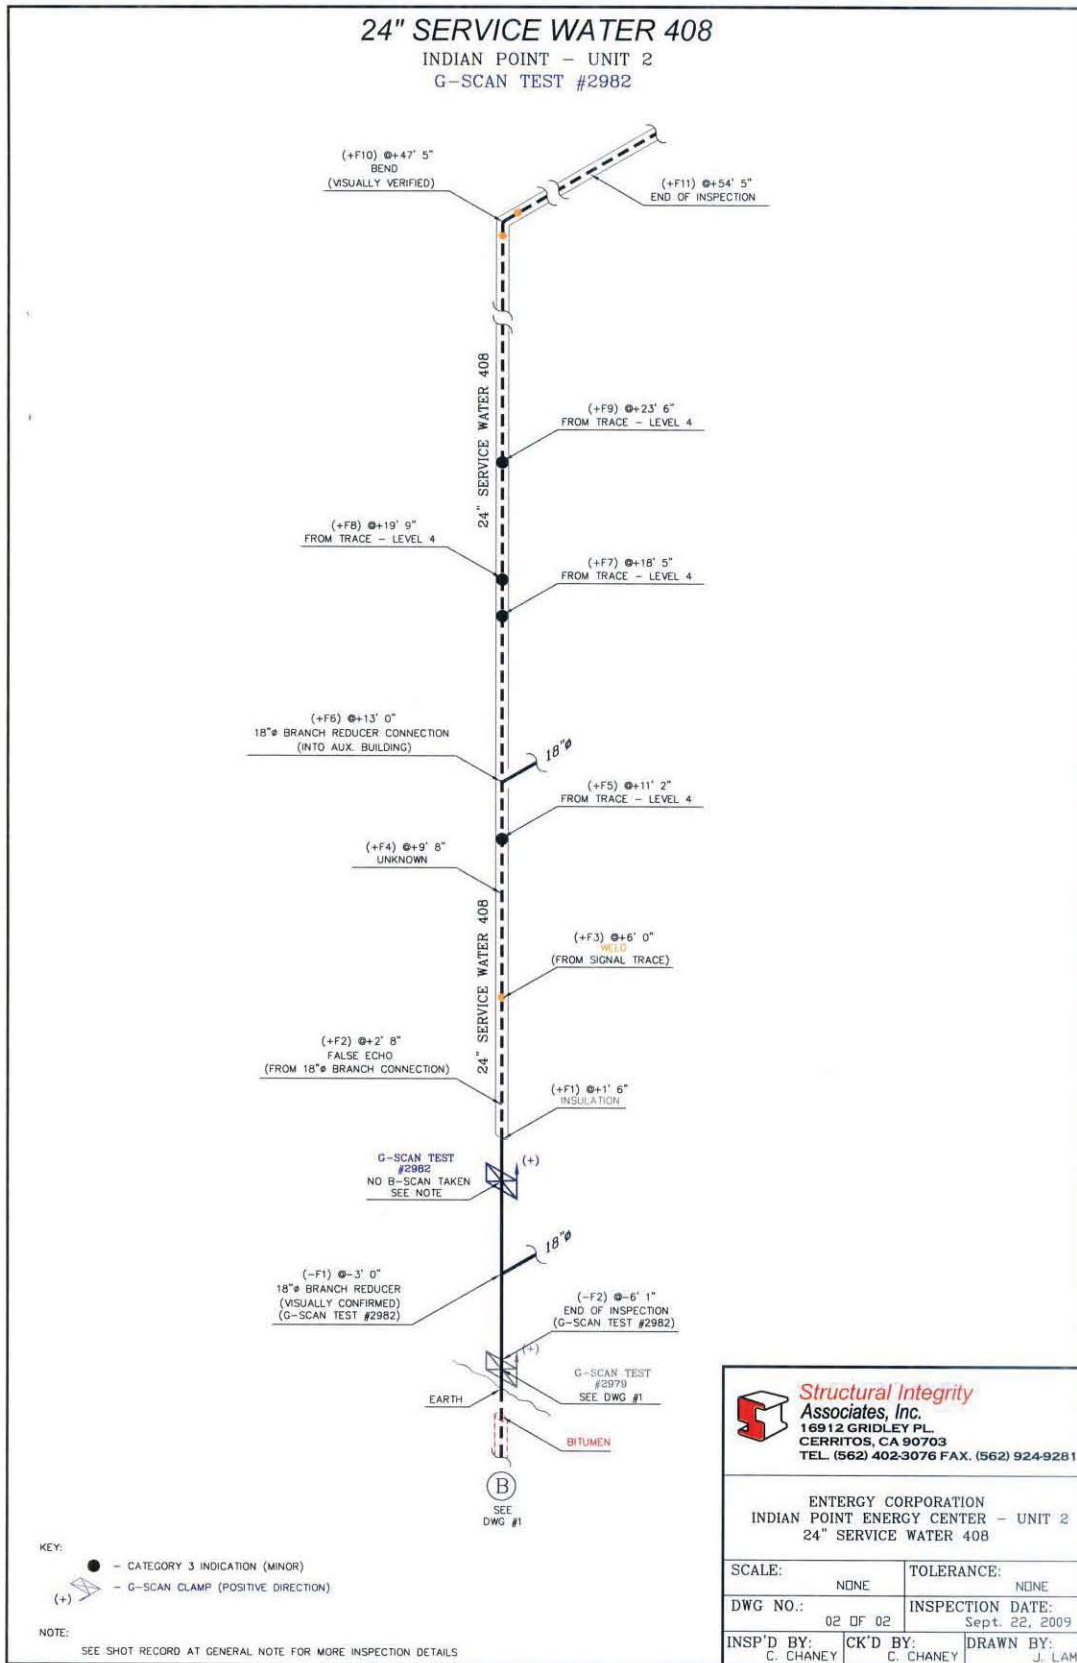 24" SERVICE WATER 408
INDIAN POINT - UNIT 2
G-SCAN TEST #2982
(+F10) @+47' 5"
BEND
(VISUALLY VERIFIED)
(+F11) @+54' 5"
END OF INSPECTION
24" SERVICE WATER 408
(+F9) @+23' 6"
FROM TRACE - LEVEL 4
(+F8) @+19' 9"
FROM TRACE - LEVEL 4
(+F7) @+18' 5"
FROM TRACE - LEVEL 4
(+F6) @+13' 0"
18"ø BRANCH REDUCER CONNECTION
(INTO AUX. BUILDING)
18"ø
(+F5) @+11' 2"
FROM TRACE - LEVEL 4
(+F4) @+9' 8"
UNKNOWN
24" SERVICE WATER 408
(+F3) @+6' 0"
WELD
(FROM SIGNAL TRACE)
(+F2) @+2' 8"
FALSE ECHO
(FROM 18"ø BRANCH CONNECTION)
(+F1) @+1' 6"
INSULATION
G-SCAN TEST
#2982
NO B-SCAN TAKEN
SEE NOTE
(+)
18"ø
(-F1) @-3' 0"
18"ø BRANCH REDUCER
(VISUALLY CONFIRMED)
(G-SCAN TEST #2982)
(-F2) @-6' 1"
END OF INSPECTION
(G-SCAN TEST #2982)
(+)
G-SCAN TEST
#2979
SEE DWG #1
EARTH
BITUMEN
B
SEE
DWG #1
KEY:
- CATEGORY 3 INDICATION (MINOR)
(+) - G-SCAN CLAMP (POSITIVE DIRECTION)
NOTE:
SEE SHOT RECORD AT GENERAL NOTE FOR MORE INSPECTION DETAILS
Structural Integrity
Associates, Inc.
16912 GRIDLEY PL.
CERRITOS, CA 90703
TEL. (562) 402-3076 FAX. (562) 924-9281
ENTERGY CORPORATION
INDIAN POINT ENERGY CENTER - UNIT 2
24" SERVICE WATER 408
SCALE: NONE
TOLERANCE: NONE
DWG NO.: 02 OF 02
INSPECTION DATE: Sept. 22, 2009
INSP'D BY: C. CHANEY
CK'D BY: C. CHANEY
DRAWN BY: J. LAM